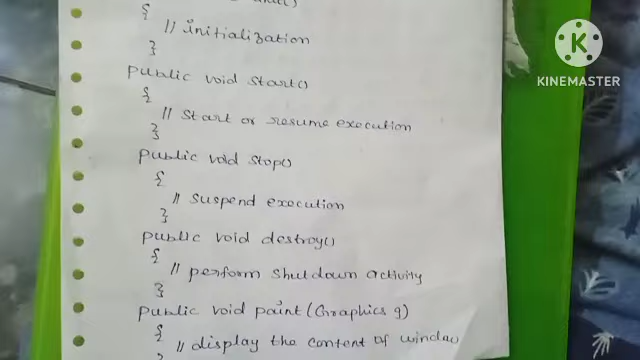 {
// initialization
}
public void start()
{
// start or resume execution
}
public void stop()
{
// suspend execution
}
public void destroy()
{
// perform shutdown activity
}
public void paint (Graphics g)
{
// display the content of window
}
KINEMASTER